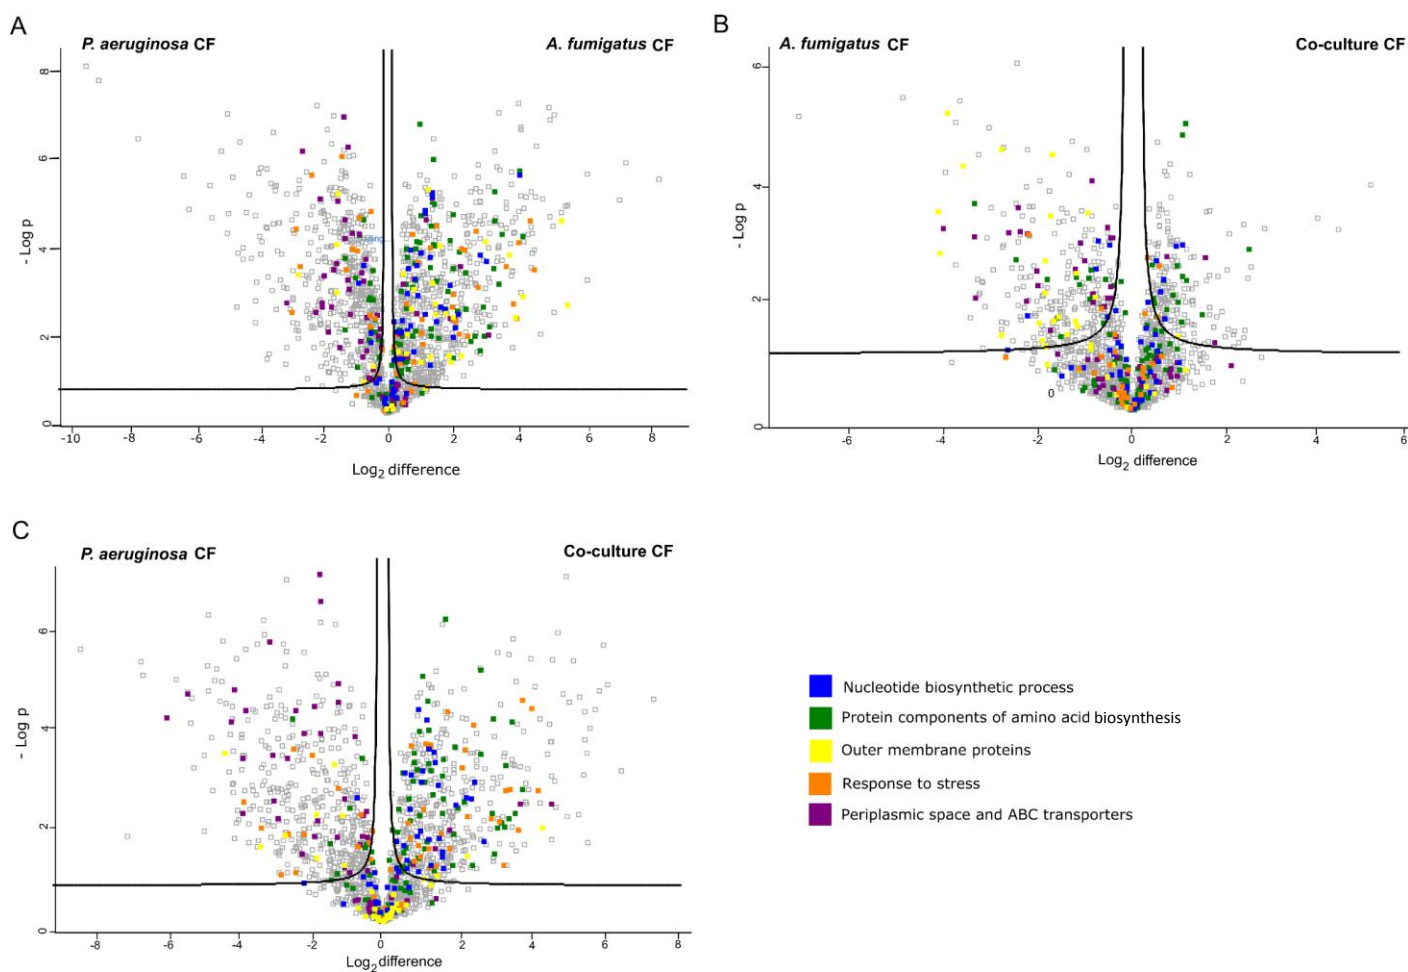 A
P. aeruginosa CF
A. fumigatus CF
8
6
4
2
0
- Log p
-10
-8
-6
-4
-2
0
2
4
6
8
Log2 difference
B
A. fumigatus CF
Co-culture CF
6
4
2
0
- Log p
0
-6
-4
-2
0
2
4
6
Log2 difference
C
P. aeruginosa CF
Co-culture CF
6
4
2
0
- Log p
-8
-6
-4
-2
0
2
4
6
8
Log2 difference
Nucleotide biosynthetic process
Protein components of amino acid biosynthesis
Outer membrane proteins
Response to stress
Periplasmic space and ABC transporters